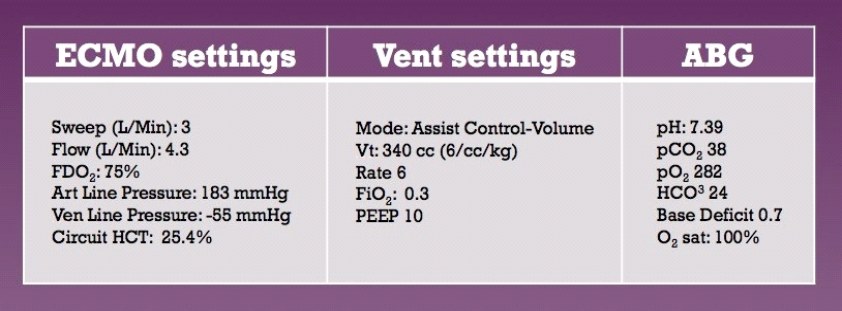 ECMO settings
Sweep (L/Min): 3
Flow (L/Min): 4.3
FDO₂: 75%
Art Line Pressure: 183 mmHg
Ven Line Pressure: -55 mmHg
Circuit HCT: 25.4%
Vent settings
Mode: Assist Control-Volume
Vt: 340 cc (6/cc/kg)
Rate 6
FiO₂: 0.3
PEEP 10
ABG
pH: 7.39
pCO₂ 38
pO₂ 282
HCO³ 24
Base Deficit 0.7
O₂ sat: 100%